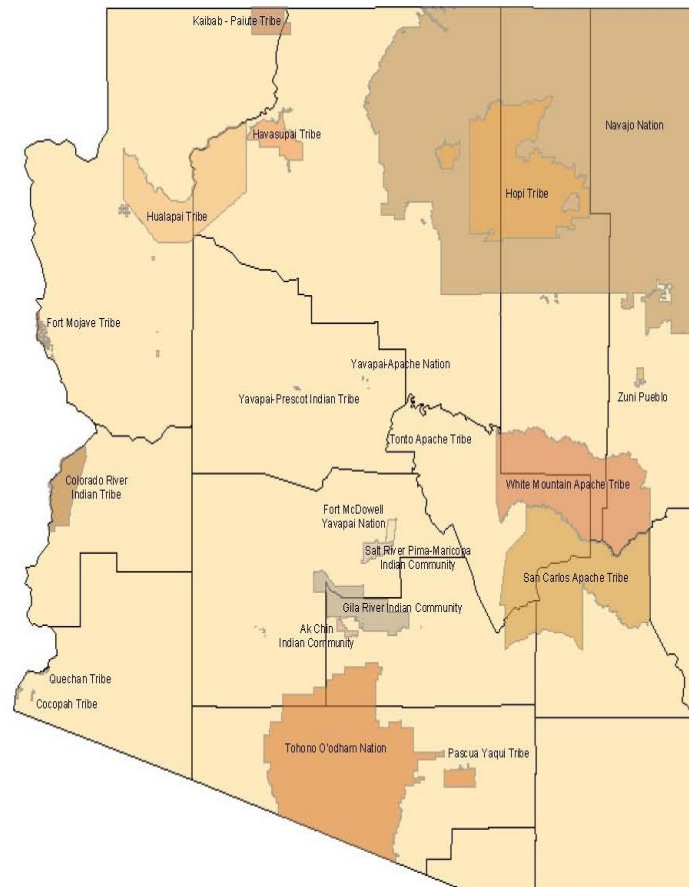 Kaibab - Paiute Tribe
Havasupai Tribe
Navajo Nation
Hopi Tribe
Hualapai Tribe
Fort Mojave Tribe
Yavapai-Apache Nation
Yavapai-Prescot Indian Tribe
Zuni Pueblo
Tonto Apache Tribe
Colorado River
Indian Tribe
White Mountain Apache Tribe
Fort McDowell
Yavapai Nation
Salt River Pima-Maricopa
Indian Community
San Carlos Apache Tribe
Gila River Indian Community
Ak Chin
Indian Community
Quechan Tribe
Cocopah Tribe
Tohono O'odham Nation
Pascua Yaqui Tribe